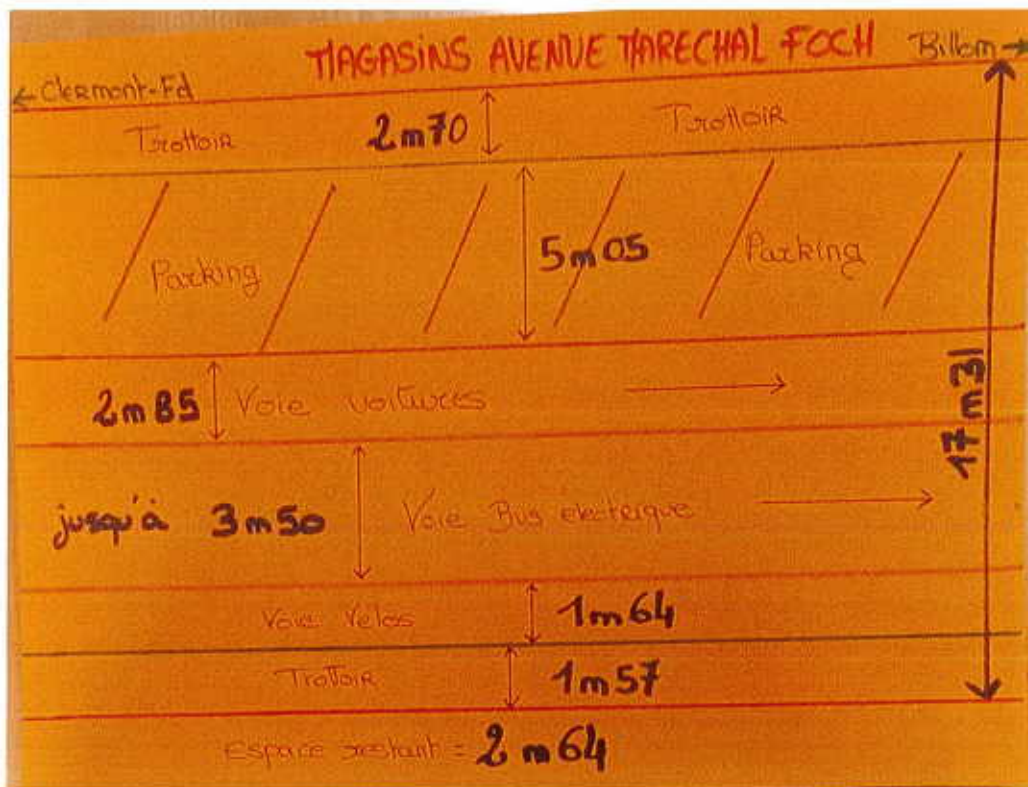 MAGASINS AVENUE MARECHAL FOCH
Billom →
← Clermont-Fd
Trottoir 2m70 Trottoir
5m05
Parking Parking
2m85 Voie voitures
17m31
jusqu'à 3m50 Voie Bus électrique
Voie Vélos 1m64
Trottoir 1m57
Espace restant = 2m64